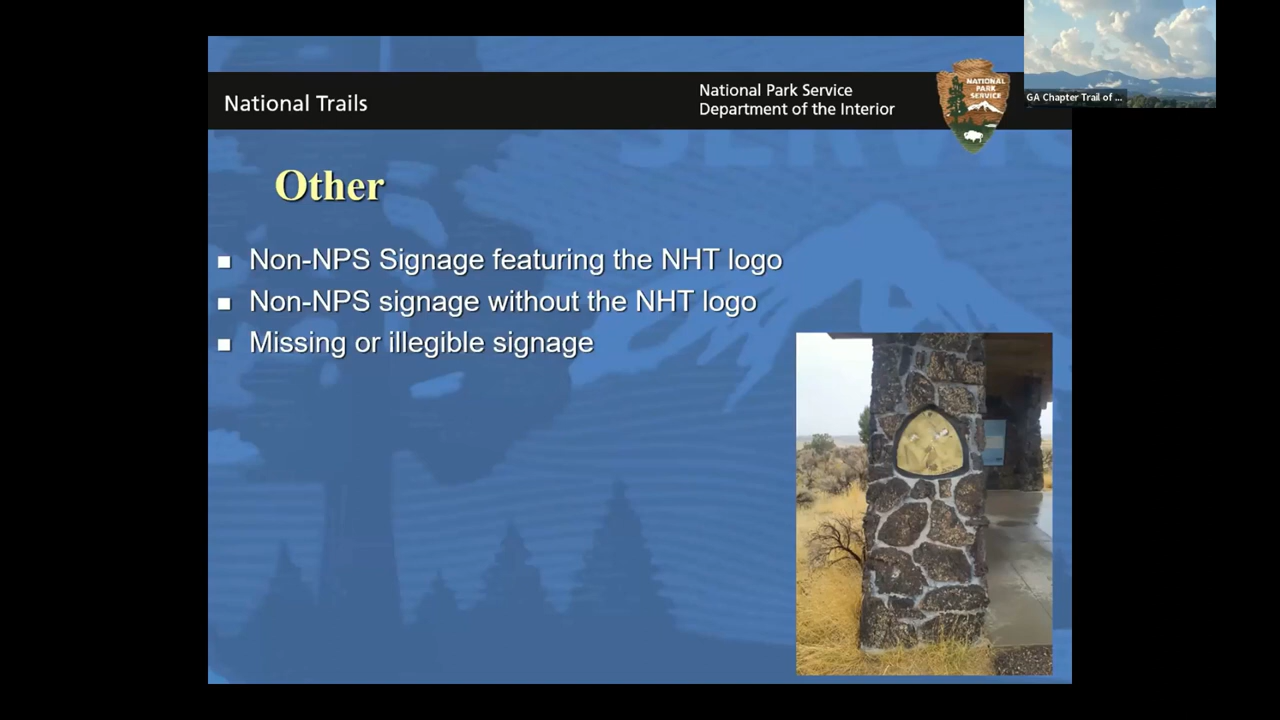 National Trails
National Park Service
Department of the Interior
NATIONAL
PARK
SERVICE
GA Chapter Trail of ...
SERVIC
Other
Non-NPS Signage featuring the NHT logo
Non-NPS signage without the NHT logo
Missing or illegible signage